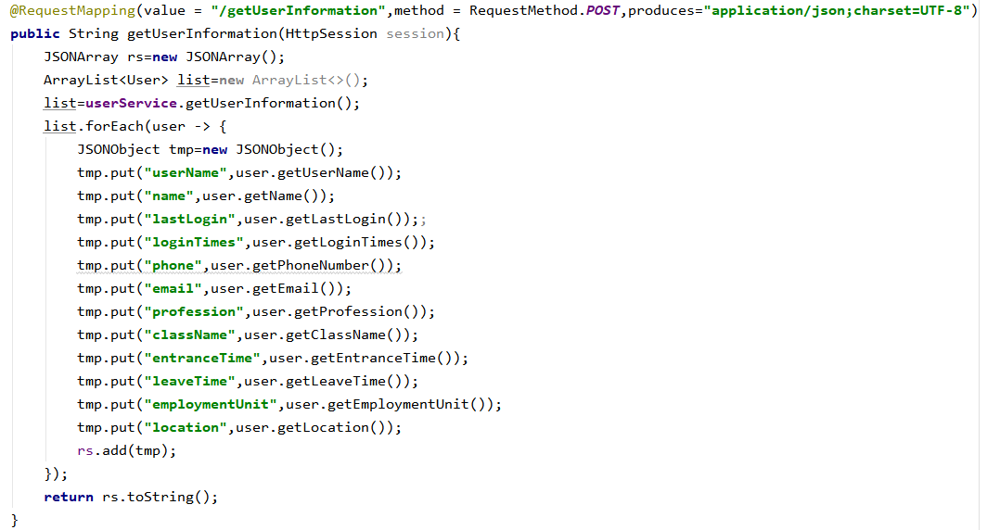 @RequestMapping(value = "/getUserInformation",method = RequestMethod.POST,produces="application/json;charset=UTF-8")
public String getUserInformation(HttpSession session){
    JSONArray rs=new JSONArray();
    ArrayList<User> list=new ArrayList<>();
    list=userService.getUserInformation();
    list.forEach(user -> {
        JSONObject tmp=new JSONObject();
        tmp.put("userName",user.getUserName());
        tmp.put("name",user.getName());
        tmp.put("lastLogin",user.getLastLogin());;
        tmp.put("loginTimes",user.getLoginTimes());
        tmp.put("phone",user.getPhoneNumber());
        tmp.put("email",user.getEmail());
        tmp.put("profession",user.getProfession());
        tmp.put("className",user.getClassName());
        tmp.put("entranceTime",user.getEntranceTime());
        tmp.put("leaveTime",user.getLeaveTime());
        tmp.put("employmentUnit",user.getEmploymentUnit());
        tmp.put("location",user.getLocation());
        rs.add(tmp);
    });
    return rs.toString();
}